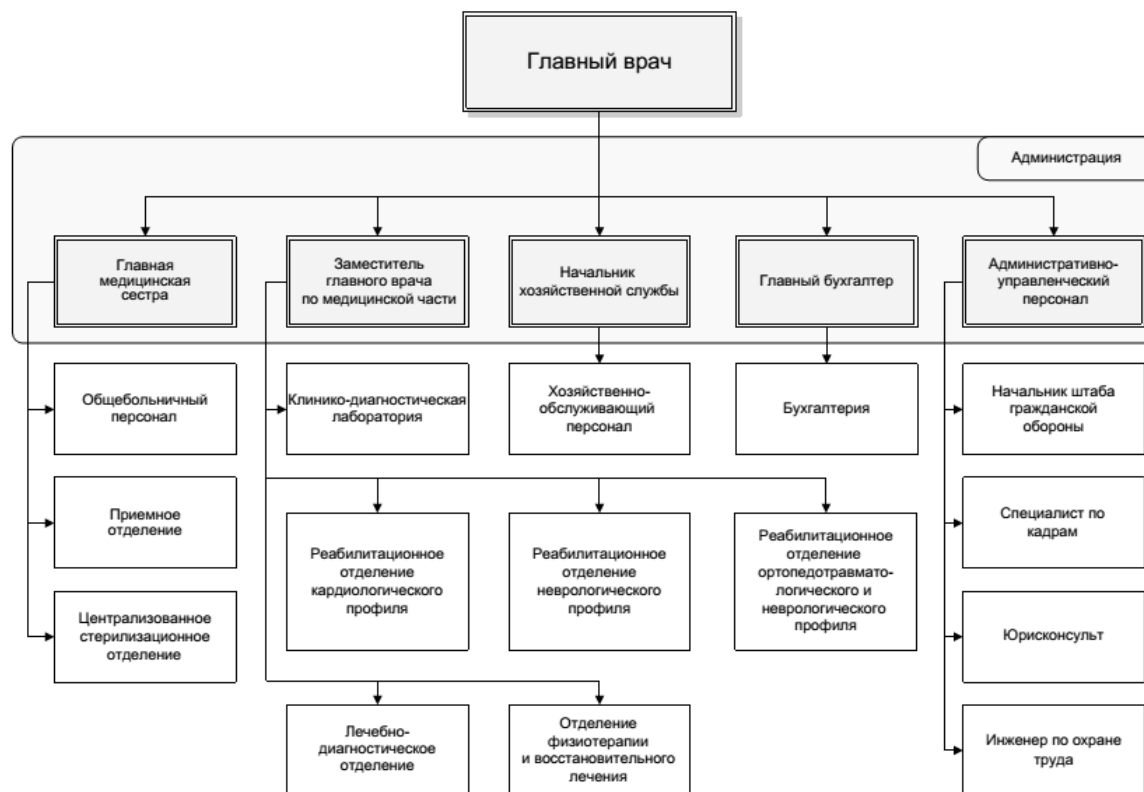 Главный врач
Администрация
Главная
медицинская
сестра
Заместитель
главного врача
по медицинской части
Начальник
хозяйственной службы
Главный бухгалтер
Административно-
управленческий
персонал
Общебольничный
персонал
Клинико-диагностическая
лаборатория
Хозяйственно-
обслуживающий
персонал
Бухгалтерия
Начальник штаба
гражданской
обороны
Приемное
отделение
Реабилитационное
отделение
кардиологического
профиля
Реабилитационное
отделение
неврологического
профиля
Реабилитационное
отделение
ортопедотравмато-
логического и
неврологического
профиля
Специалист по
кадрам
Централизованное
стерилизационное
отделение
Юрисконсульт
Лечебно-
диагностическое
отделение
Отделение
физиотерапии
и восстановительного
лечения
Инженер по охране
труда